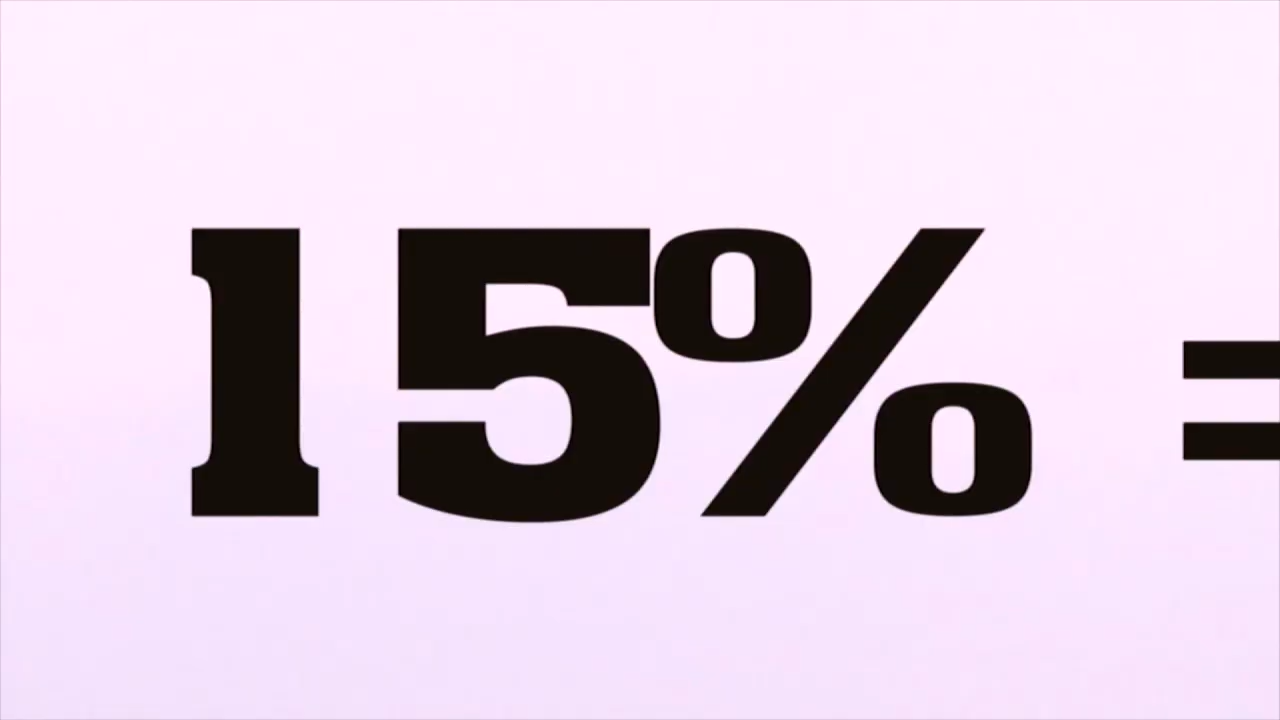 15% =